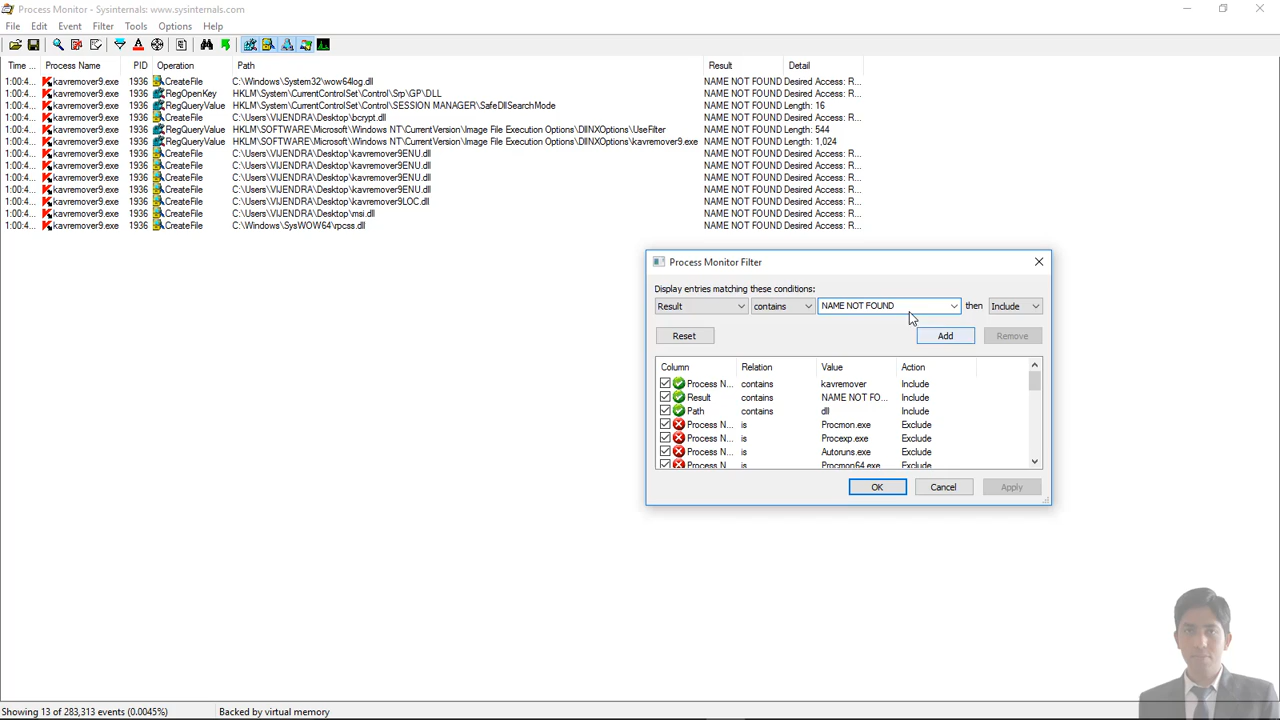 Process Monitor - Sysinternals: www.sysinternals.com
File Edit Event Filter Tools Options Help
Time ... Process Name PID Operation Path Result Detail
1:00:4... kavremover9.exe 1936 CreateFile C:\Windows\System32\wow64log.dll NAME NOT FOUND Desired Access: R...
1:00:4... kavremover9.exe 1936 RegOpenKey HKLM\System\CurrentControlSet\Control\Srp\GP\DLL NAME NOT FOUND Desired Access: R...
1:00:4... kavremover9.exe 1936 RegQueryValue HKLM\System\CurrentControlSet\Control\SESSION MANAGER\SafeDllSearchMode NAME NOT FOUND Length: 16
1:00:4... kavremover9.exe 1936 CreateFile C:\Users\VIJENDRA\Desktop\bcrypt.dll NAME NOT FOUND Desired Access: R...
1:00:4... kavremover9.exe 1936 RegQueryValue HKLM\SOFTWARE\Microsoft\Windows NT\CurrentVersion\Image File Execution Options\DllNXOptions\UseFilter NAME NOT FOUND Length: 544
1:00:4... kavremover9.exe 1936 RegQueryValue HKLM\SOFTWARE\Microsoft\Windows NT\CurrentVersion\Image File Execution Options\DllNXOptions\kavremover9.exe NAME NOT FOUND Length: 1,024
1:00:4... kavremover9.exe 1936 CreateFile C:\Users\VIJENDRA\Desktop\kavremover9ENU.dll NAME NOT FOUND Desired Access: R...
1:00:4... kavremover9.exe 1936 CreateFile C:\Users\VIJENDRA\Desktop\kavremover9ENU.dll NAME NOT FOUND Desired Access: R...
1:00:4... kavremover9.exe 1936 CreateFile C:\Users\VIJENDRA\Desktop\kavremover9ENU.dll NAME NOT FOUND Desired Access: R...
1:00:4... kavremover9.exe 1936 CreateFile C:\Users\VIJENDRA\Desktop\kavremover9ENU.dll NAME NOT FOUND Desired Access: R...
1:00:4... kavremover9.exe 1936 CreateFile C:\Users\VIJENDRA\Desktop\kavremover9LOC.dll NAME NOT FOUND Desired Access: R...
1:00:4... kavremover9.exe 1936 CreateFile C:\Users\VIJENDRA\Desktop\msi.dll NAME NOT FOUND Desired Access: R...
1:00:4... kavremover9.exe 1936 CreateFile C:\Windows\SysWOW64\rpcss.dll NAME NOT FOUND Desired Access: R...
Process Monitor Filter
Display entries matching these conditions:
Result contains NAME NOT FOUND then Include
Reset Add Remove
Column Relation Value Action
Process N... contains kavremover Include
Result contains NAME NOT FO... Include
Path contains dll Include
Process N... is Procmon.exe Exclude
Process N... is Procexp.exe Exclude
Process N... is Autoruns.exe Exclude
Process N... is Procmon64.exe Exclude
OK Cancel Apply
Showing 13 of 283,313 events (0.0045%) Backed by virtual memory